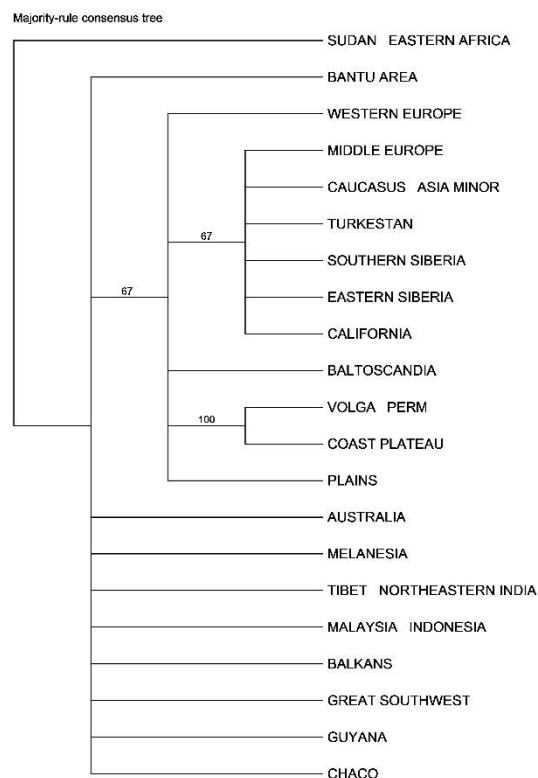 Majority-rule consensus tree
SUDAN EASTERN AFRICA
BANTU AREA
WESTERN EUROPE
MIDDLE EUROPE
CAUCASUS ASIA MINOR
TURKESTAN
67
SOUTHERN SIBERIA
67
EASTERN SIBERIA
CALIFORNIA
BALTOSCANDIA
VOLGA PERM
100
COAST PLATEAU
PLAINS
AUSTRALIA
MELANESIA
TIBET NORTHEASTERN INDIA
MALAYSIA INDONESIA
BALKANS
GREAT SOUTHWEST
GUYANA
CHACO